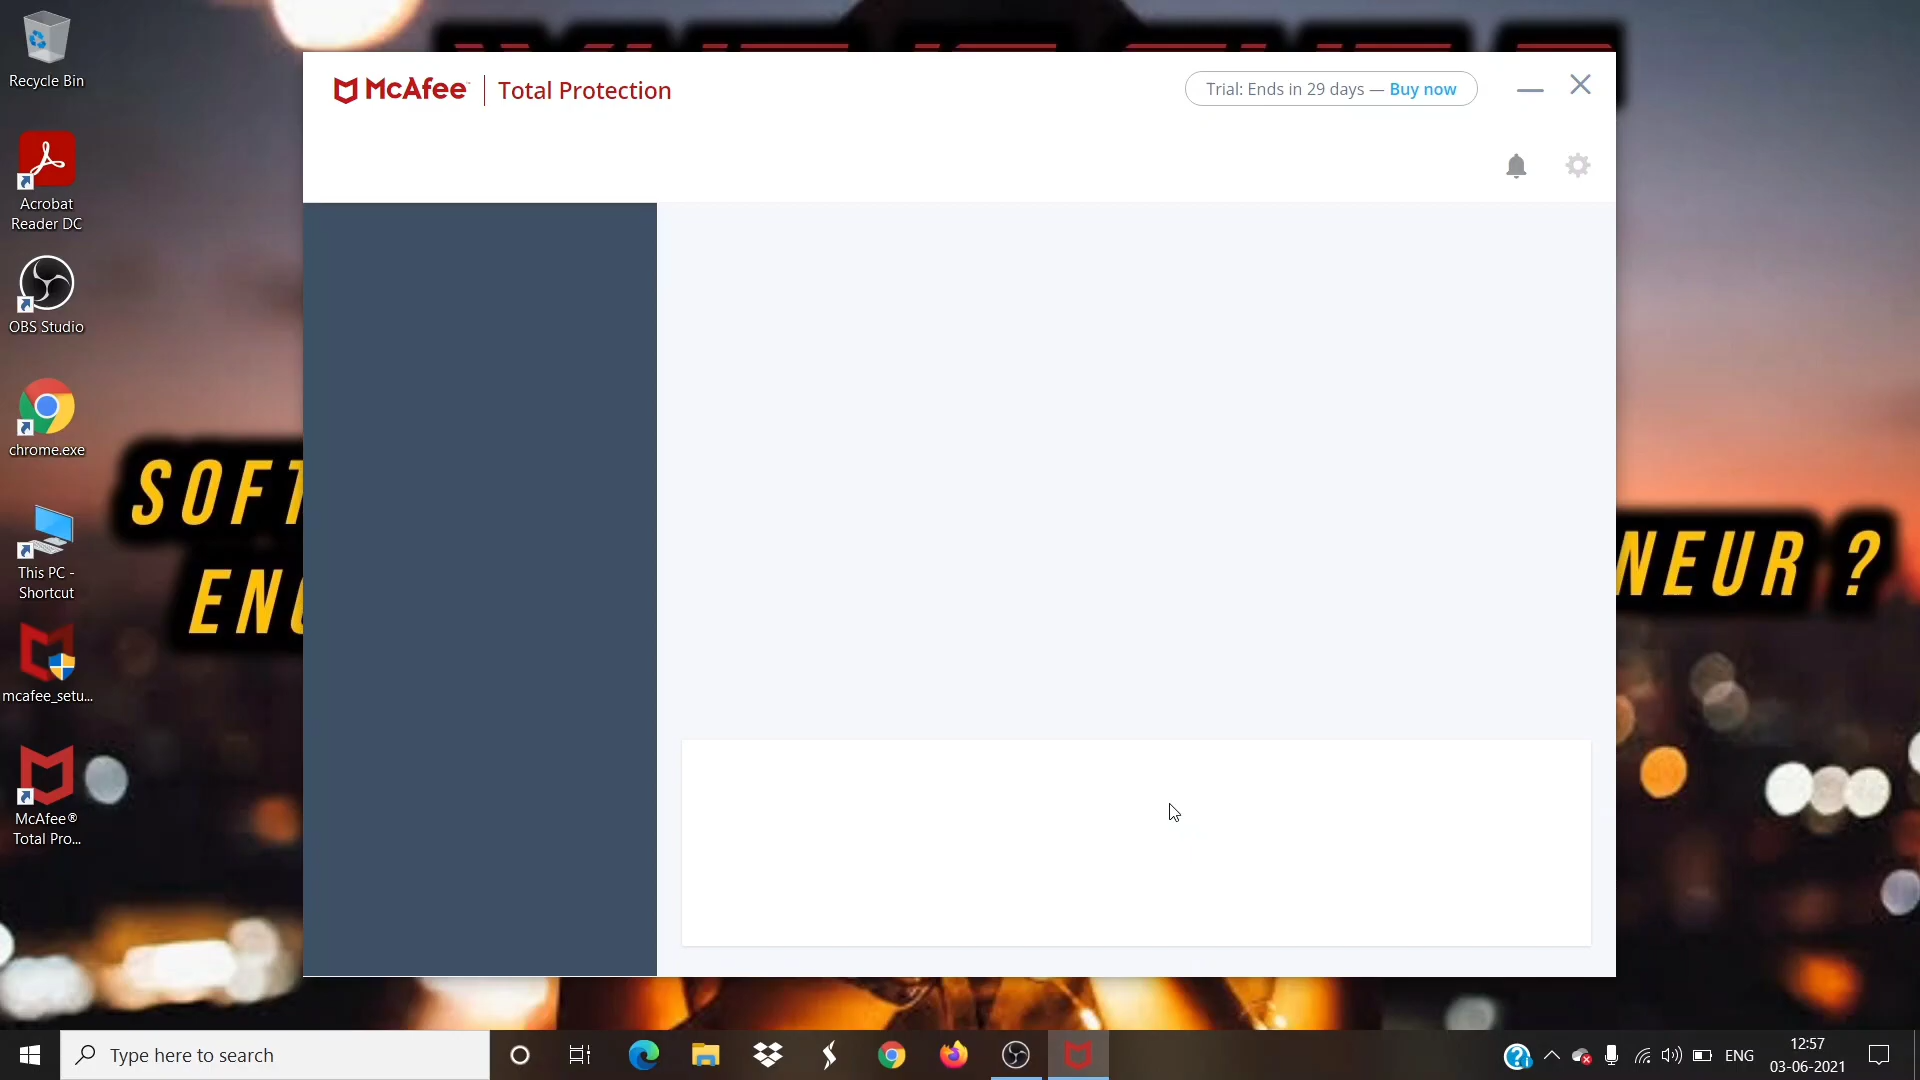 Recycle Bin
Acrobat
Reader DC
OBS Studio
chrome.exe
This PC -
Shortcut
mcafee_setu...
McAfee®
Total Pro...
McAfee™ Total Protection
Trial: Ends in 29 days — Buy now
SOFT
ENG
NEUR ?
Type here to search
ENG
12:57
03-06-2021